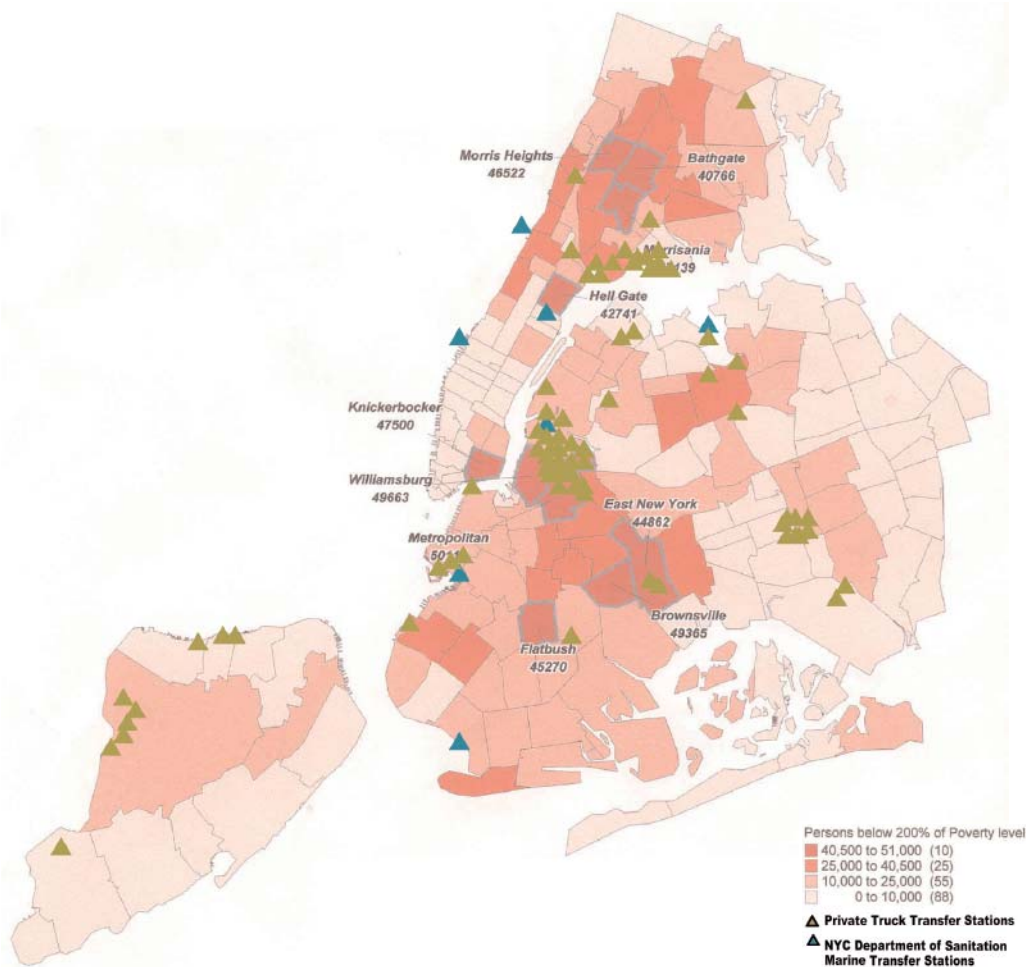 Morris Heights
46522
Bathgate
40766
Hell Gate
42741
Knickerbocker
47500
Williamsburg
49663
East New York
44862
Metropolitan
Brownsville
49365
Flatbush
45270
Persons below 200% of Poverty level
40,500 to 51,000 (10)
25,000 to 40,500 (25)
10,000 to 25,000 (55)
0 to 10,000 (88)
Private Truck Transfer Stations
NYC Department of Sanitation
Marine Transfer Stations